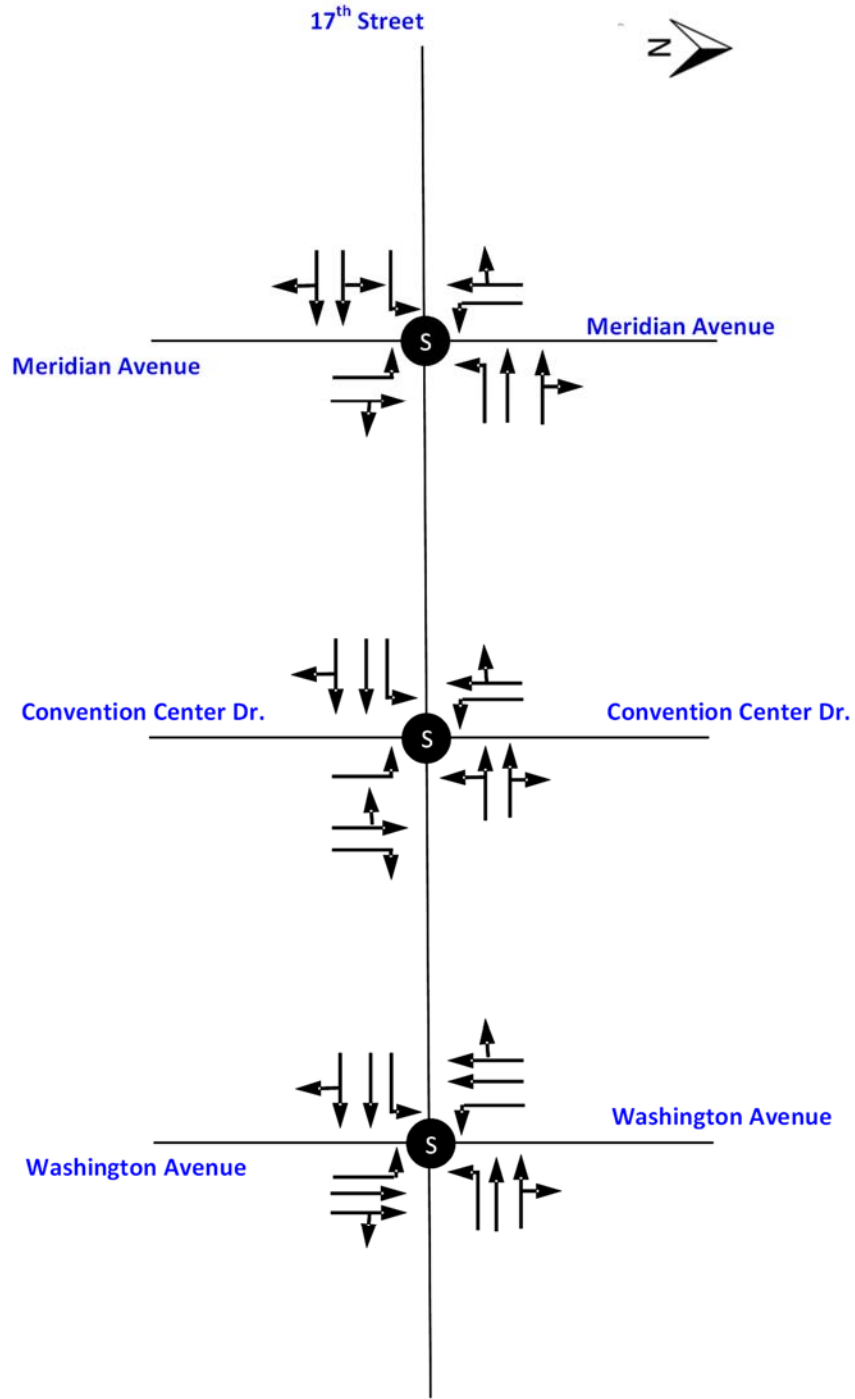 17th Street
N
S
Meridian Avenue
Meridian Avenue
S
Convention Center Dr.
Convention Center Dr.
S
Washington Avenue
Washington Avenue